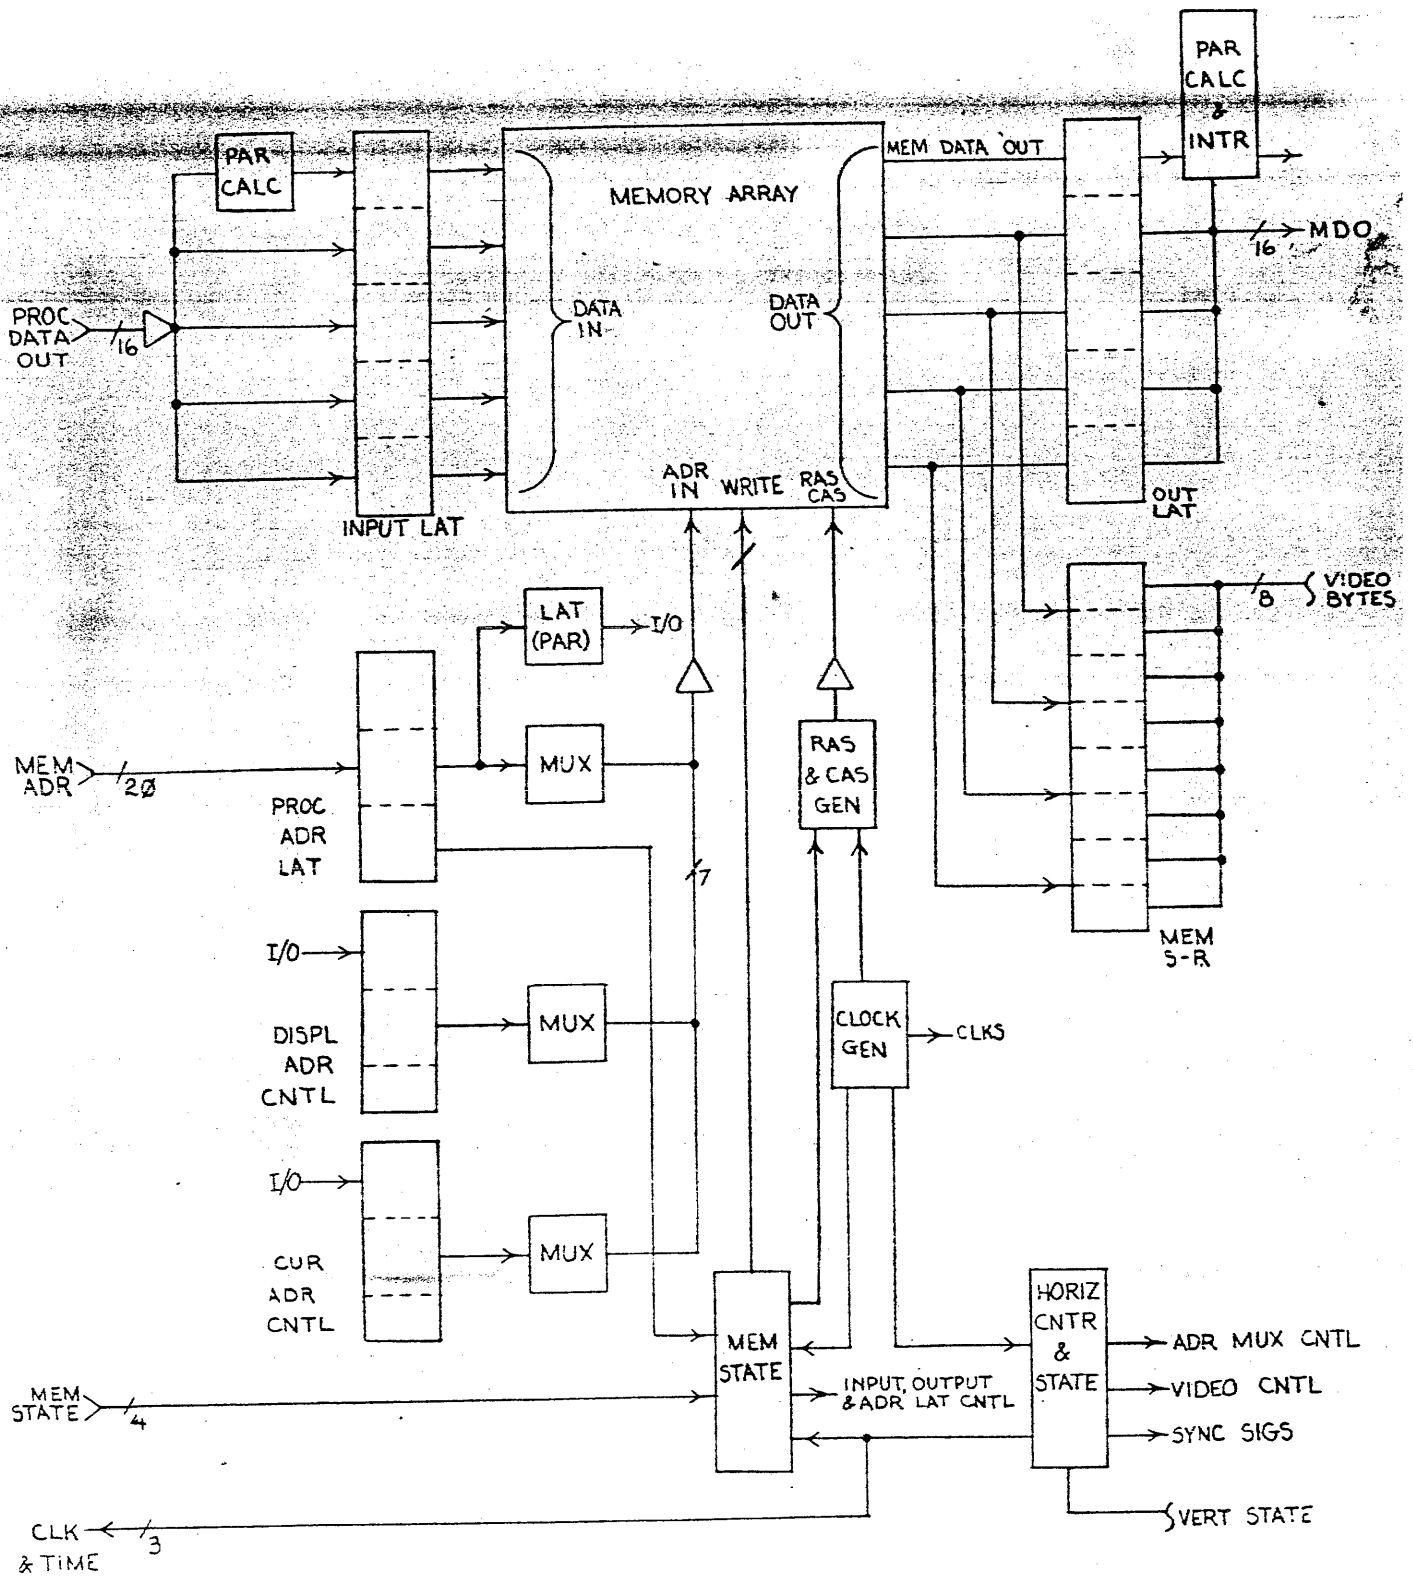 PAR
CALC
&
INTR
PAR
CALC
MEM DATA OUT
MEMORY ARRAY
16
MDO
PROC
DATA
OUT
16
DATA
IN
DATA
OUT
ADR
IN
WRITE
RAS
CAS
INPUT LAT
OUT
LAT
LAT
(PAR)
I/O
8
VIDEO
BYTES
MEM
ADR
20
PROC
ADR
LAT
MUX
RAS
& CAS
GEN
7
MEM
S-R
I/O
DISPL
ADR
CNTL
MUX
CLOCK
GEN
CLKS
I/O
CUR
ADR
CNTL
MUX
MEM
STATE
HORIZ
CNTR
&
STATE
ADR MUX CNTL
VIDEO CNTL
SYNC SIGS
INPUT, OUTPUT
& ADR LAT CNTL
MEM
STATE
4
VERT STATE
CLK
& TIME
3